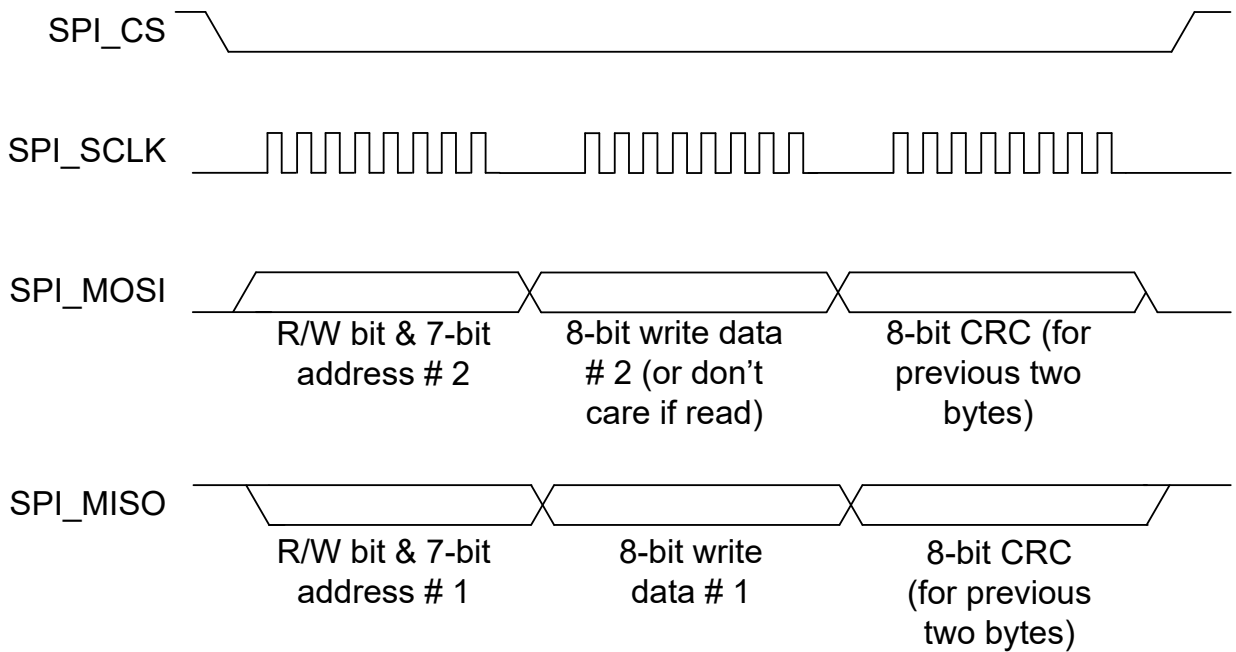 SPI_CS
SPI_SCLK
SPI_MOSI
R/W bit & 7-bit
address # 2
8-bit write data
# 2 (or don’t
care if read)
8-bit CRC (for
previous two
bytes)
SPI_MISO
R/W bit & 7-bit
address # 1
8-bit write
data # 1
8-bit CRC
(for previous
two bytes)